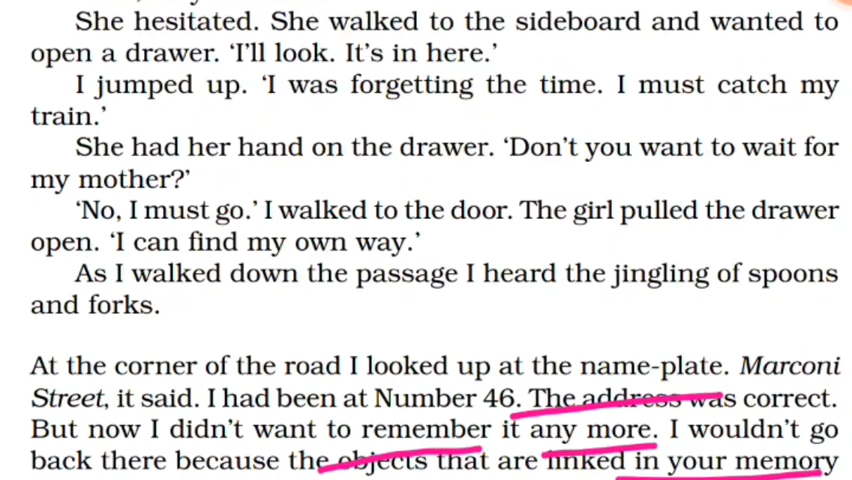 She hesitated. She walked to the sideboard and wanted to
open a drawer. ‘I’ll look. It’s in here.’
I jumped up. ‘I was forgetting the time. I must catch my
train.’
She had her hand on the drawer. ‘Don’t you want to wait for
my mother?’
‘No, I must go.’ I walked to the door. The girl pulled the drawer
open. ‘I can find my own way.’
As I walked down the passage I heard the jingling of spoons
and forks.
At the corner of the road I looked up at the name-plate. Marconi
Street, it said. I had been at Number 46. The address was correct.
But now I didn’t want to remember it any more. I wouldn’t go
back there because the objects that are linked in your memory